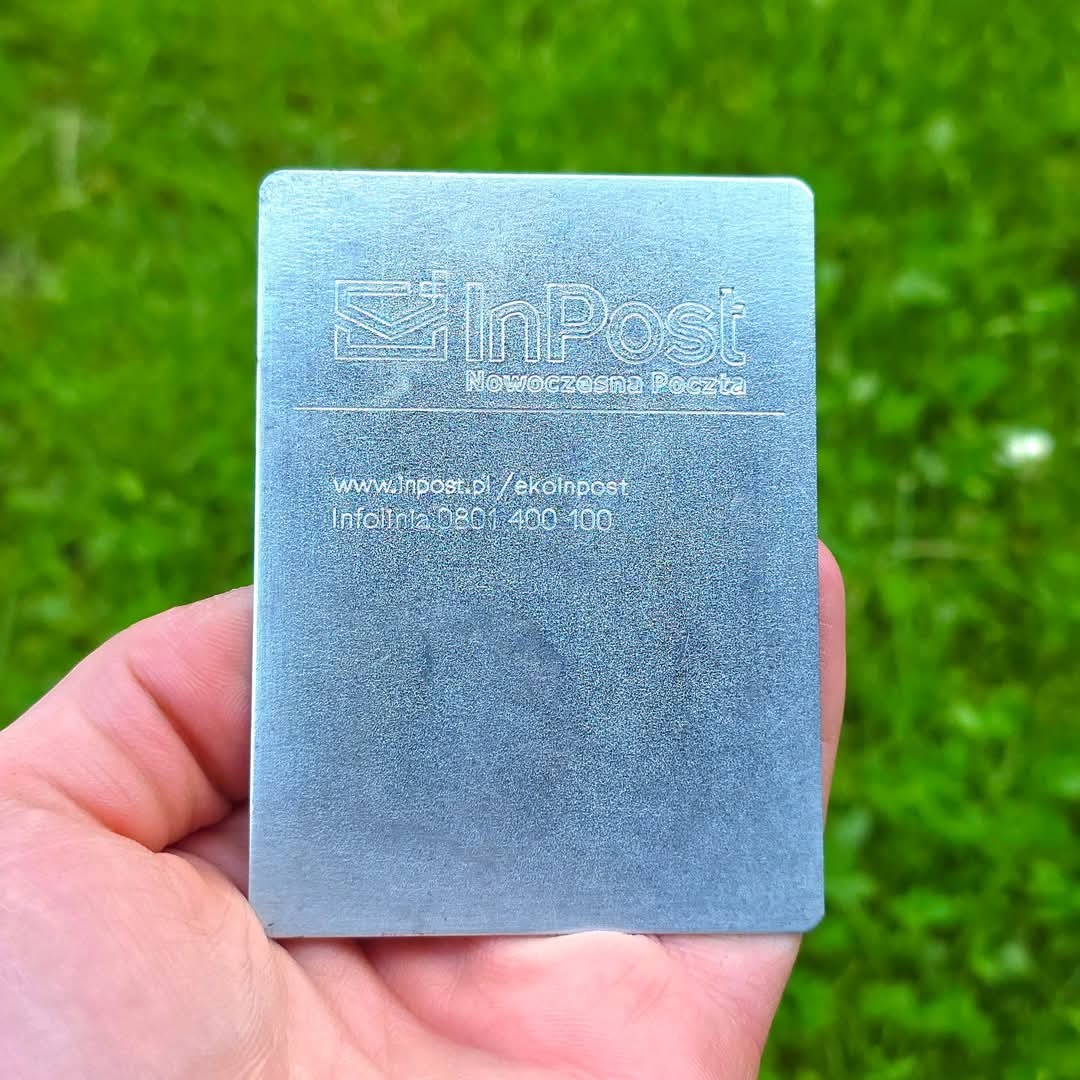 InPost
Nowoczesna Poczta
www.inpost.pl/ekoinpost
Infolinia 0801 400 100